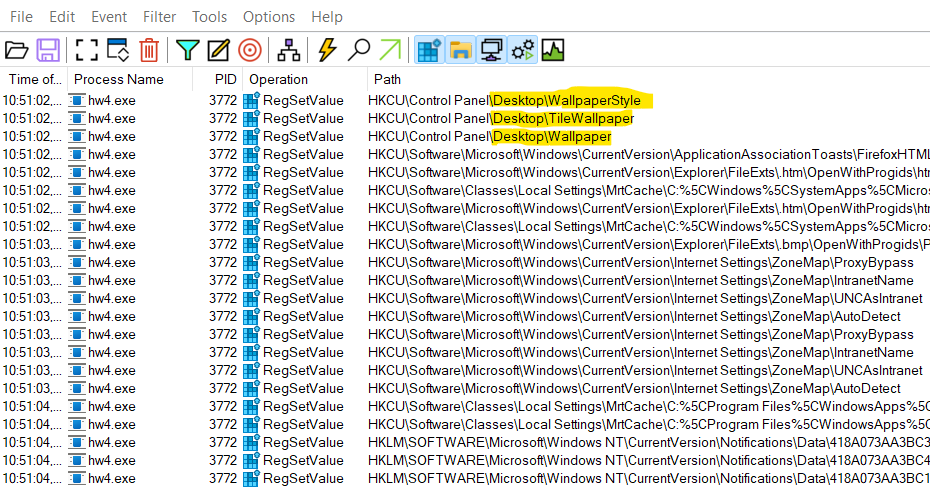 File Edit Event Filter Tools Options Help
Time of... Process Name PID Operation Path
10:51:02,... hw4.exe 3772 RegSetValue HKCU\Control Panel\Desktop\WallpaperStyle
10:51:02,... hw4.exe 3772 RegSetValue HKCU\Control Panel\Desktop\TileWallpaper
10:51:02,... hw4.exe 3772 RegSetValue HKCU\Control Panel\Desktop\Wallpaper
10:51:02,... hw4.exe 3772 RegSetValue HKCU\Software\Microsoft\Windows\CurrentVersion\ApplicationAssociationToasts\FirefoxHTML
10:51:02,... hw4.exe 3772 RegSetValue HKCU\Software\Microsoft\Windows\CurrentVersion\Explorer\FileExts\.htm\OpenWithProgids\ht
10:51:02,... hw4.exe 3772 RegSetValue HKCU\Software\Classes\Local Settings\MrtCache\C:%5CWindows%5CSystemApps%5CMicros
10:51:02,... hw4.exe 3772 RegSetValue HKCU\Software\Microsoft\Windows\CurrentVersion\Explorer\FileExts\.htm\OpenWithProgids\ht
10:51:02,... hw4.exe 3772 RegSetValue HKCU\Software\Classes\Local Settings\MrtCache\C:%5CWindows%5CSystemApps%5CMicros
10:51:03,... hw4.exe 3772 RegSetValue HKCU\Software\Microsoft\Windows\CurrentVersion\Explorer\FileExts\.bmp\OpenWithProgids\P
10:51:03,... hw4.exe 3772 RegSetValue HKCU\Software\Microsoft\Windows\CurrentVersion\Internet Settings\ZoneMap\ProxyBypass
10:51:03,... hw4.exe 3772 RegSetValue HKCU\Software\Microsoft\Windows\CurrentVersion\Internet Settings\ZoneMap\IntranetName
10:51:03,... hw4.exe 3772 RegSetValue HKCU\Software\Microsoft\Windows\CurrentVersion\Internet Settings\ZoneMap\UNCAsIntranet
10:51:03,... hw4.exe 3772 RegSetValue HKCU\Software\Microsoft\Windows\CurrentVersion\Internet Settings\ZoneMap\AutoDetect
10:51:03,... hw4.exe 3772 RegSetValue HKCU\Software\Microsoft\Windows\CurrentVersion\Internet Settings\ZoneMap\ProxyBypass
10:51:03,... hw4.exe 3772 RegSetValue HKCU\Software\Microsoft\Windows\CurrentVersion\Internet Settings\ZoneMap\IntranetName
10:51:03,... hw4.exe 3772 RegSetValue HKCU\Software\Microsoft\Windows\CurrentVersion\Internet Settings\ZoneMap\UNCAsIntranet
10:51:03,... hw4.exe 3772 RegSetValue HKCU\Software\Microsoft\Windows\CurrentVersion\Internet Settings\ZoneMap\AutoDetect
10:51:04,... hw4.exe 3772 RegSetValue HKCU\Software\Classes\Local Settings\MrtCache\C:%5CProgram Files%5CWindowsApps%5C
10:51:04,... hw4.exe 3772 RegSetValue HKCU\Software\Classes\Local Settings\MrtCache\C:%5CProgram Files%5CWindowsApps%5C
10:51:04,... hw4.exe 3772 RegSetValue HKLM\SOFTWARE\Microsoft\Windows NT\CurrentVersion\Notifications\Data\418A073AA3BC3
10:51:04,... hw4.exe 3772 RegSetValue HKLM\SOFTWARE\Microsoft\Windows NT\CurrentVersion\Notifications\Data\418A073AA3BC4
10:51:04,... hw4.exe 3772 RegSetValue HKLM\SOFTWARE\Microsoft\Windows NT\CurrentVersion\Notifications\Data\418A073AA3BC1